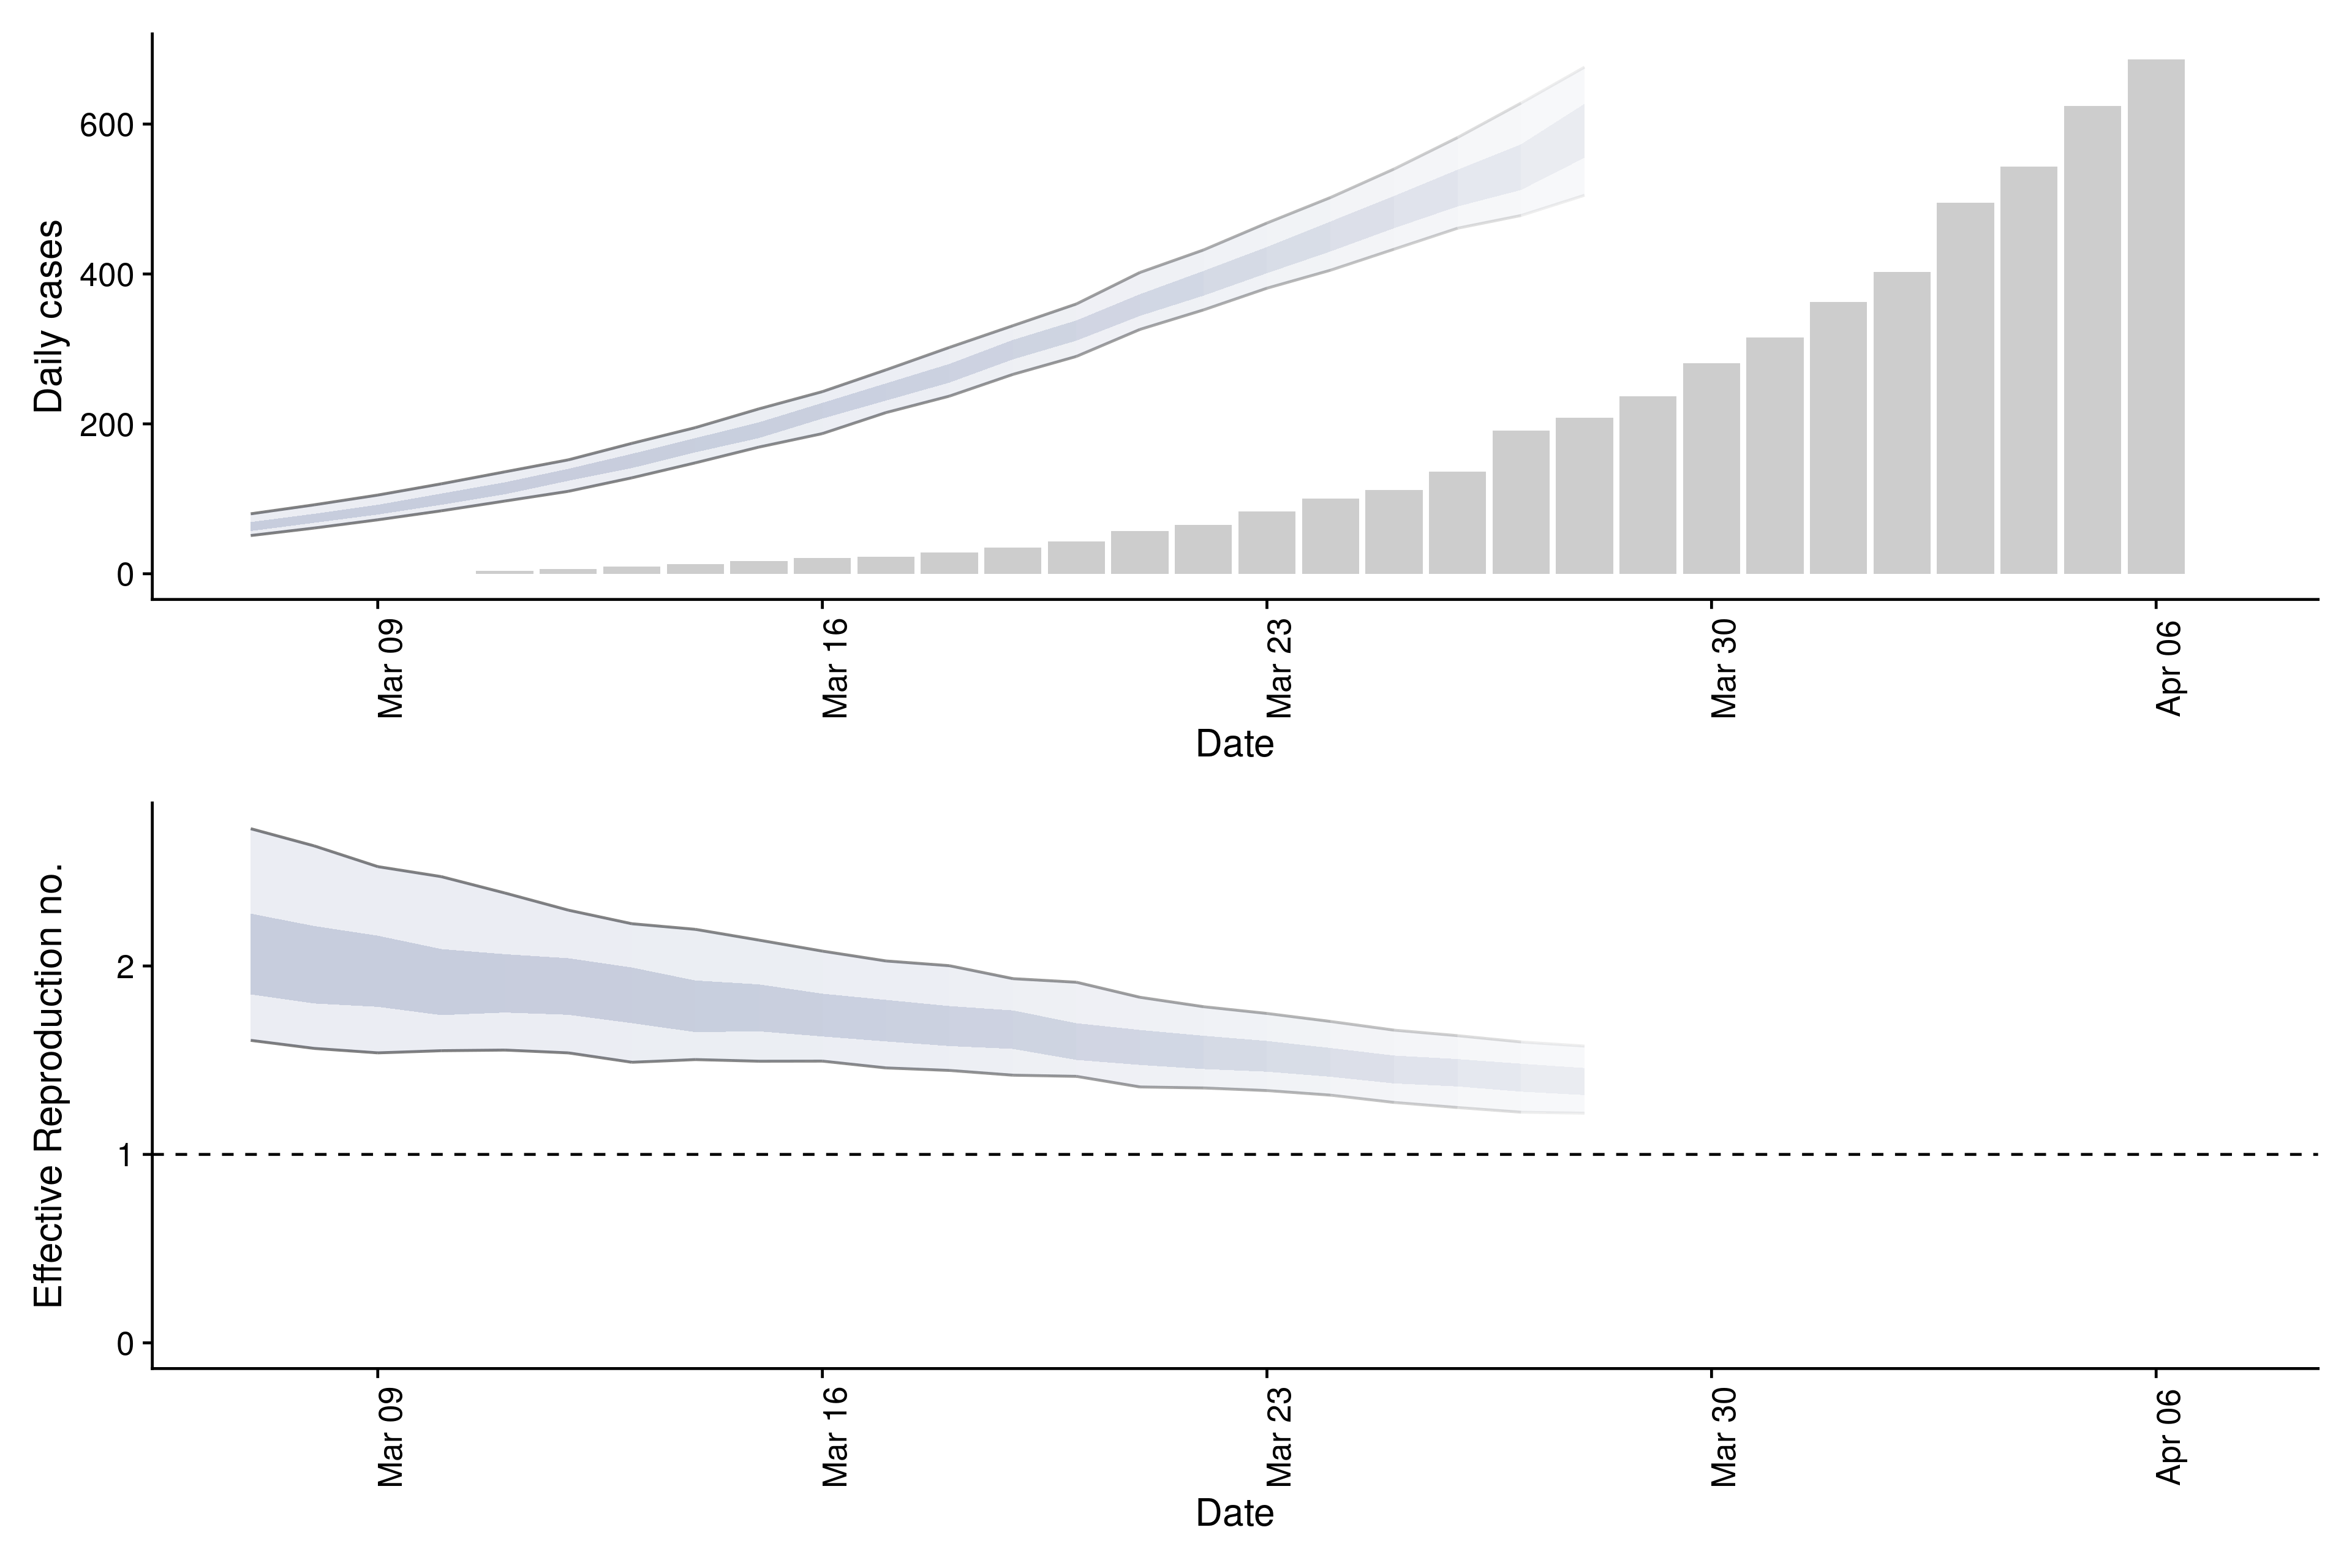 Daily cases
600
400
200
0
Mar 09
Mar 16
Mar 23
Mar 30
Apr 06
Date
Effective Reproduction no.
2
1
0
Mar 09
Mar 16
Mar 23
Mar 30
Apr 06
Date